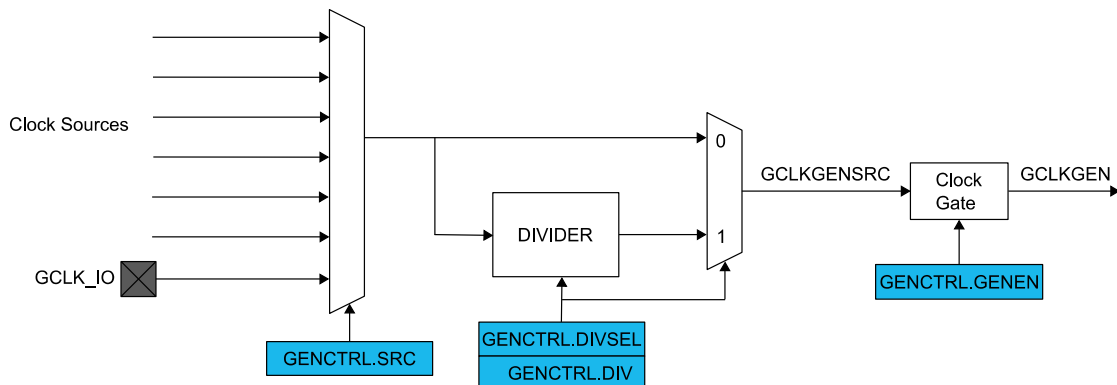 Clock Sources
GCLK_IO
GENCTRL.SRC
DIVIDER
GENCTRL.DIVSEL
GENCTRL.DIV
0
1
GCLKGENSRC
Clock
Gate
GENCTRL.GENEN
GCLKGEN